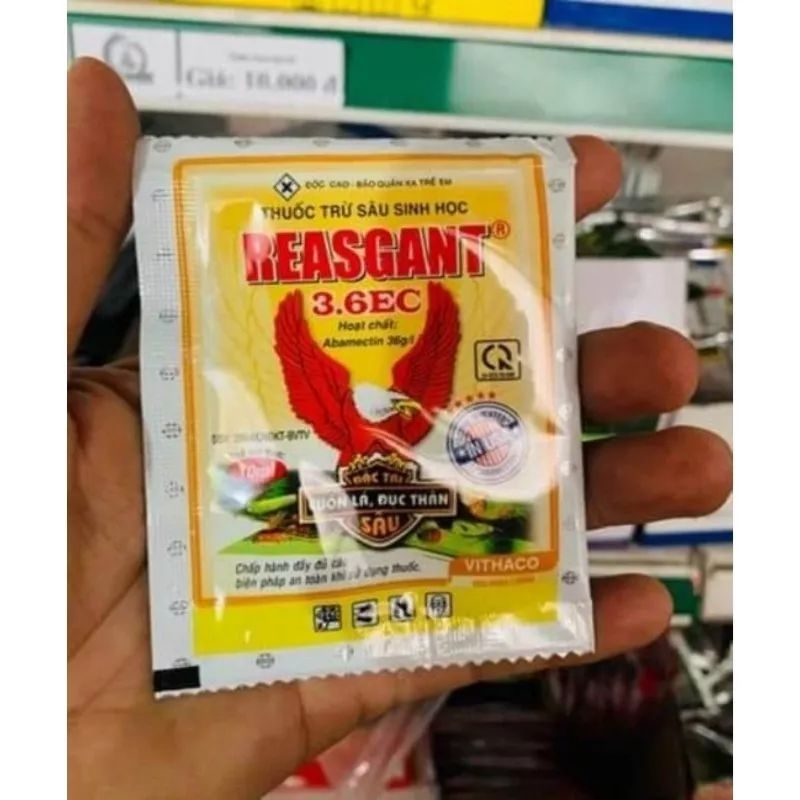 Giá: 10.000 đ
ĐỘC CAO - BẢO QUẢN XA TRẺ EM
THUỐC TRỪ SÂU SINH HỌC
REASGANT®
3.6EC
Hoạt chất:
Abamectin 36g/l
10ml
ĐẶC TRỊ
CUỐN LÁ, ĐỤC THÂN
SÂU
Chấp hành đầy đủ các
biện pháp an toàn khi sử dụng thuốc.
VITHACO